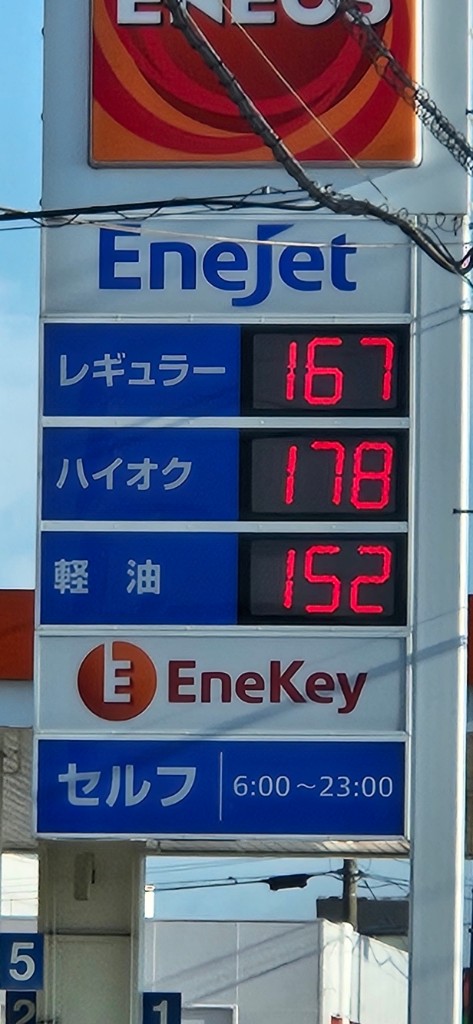 ENEOS
EneJet
レギュラー 167
ハイオク 178
軽 油 152
E EneKey
セルフ 6:00～23:00
5
2
1